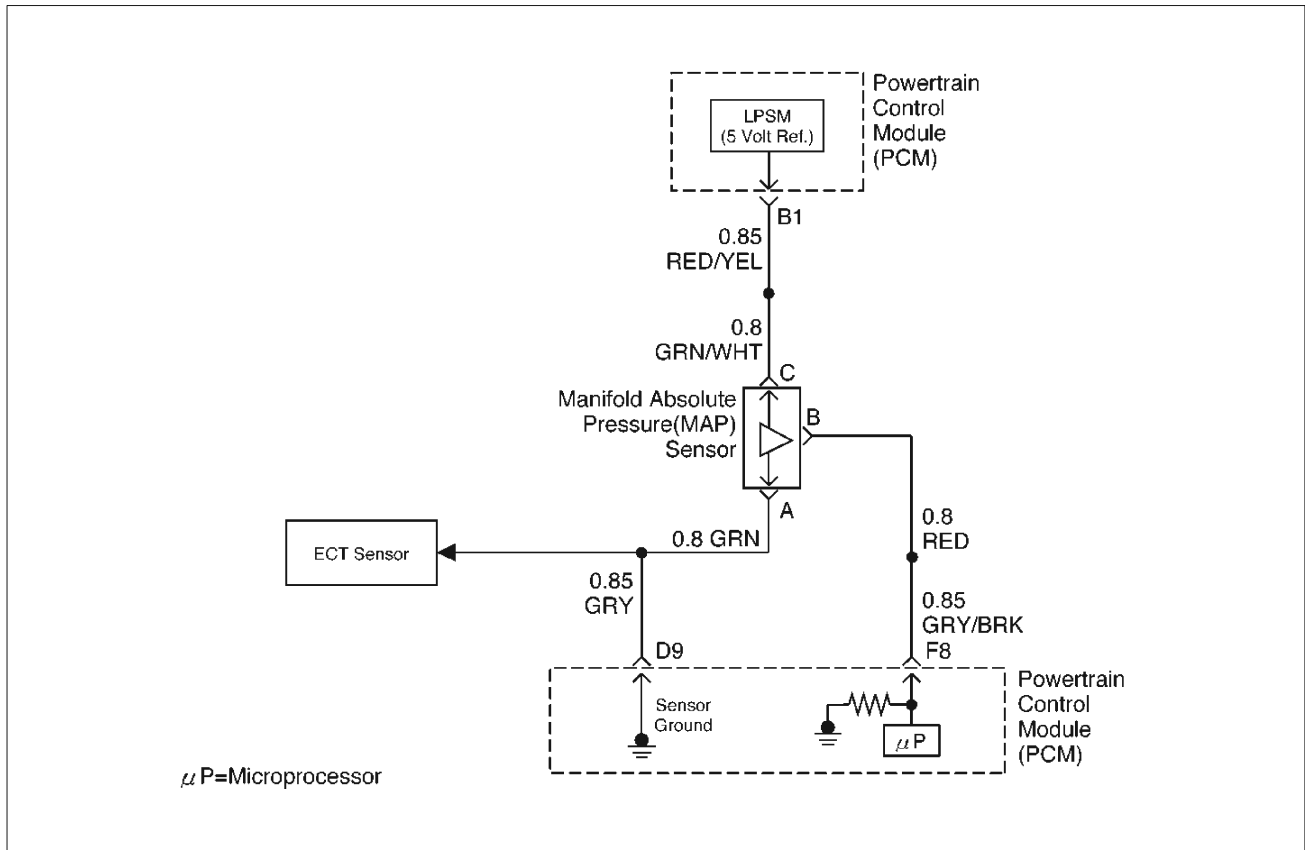 Powertrain
Control
Module
(PCM)
LPSM
(5 Volt Ref.)
B1
0.85
RED/YEL
0.8
GRN/WHT
C
Manifold Absolute
Pressure(MAP)
Sensor
B
A
0.8 GRN
ECT Sensor
0.8
RED
0.85
GRY
0.85
GRY/BRK
D9
F8
Sensor
Ground
μP
Powertrain
Control
Module
(PCM)
μP=Microprocessor